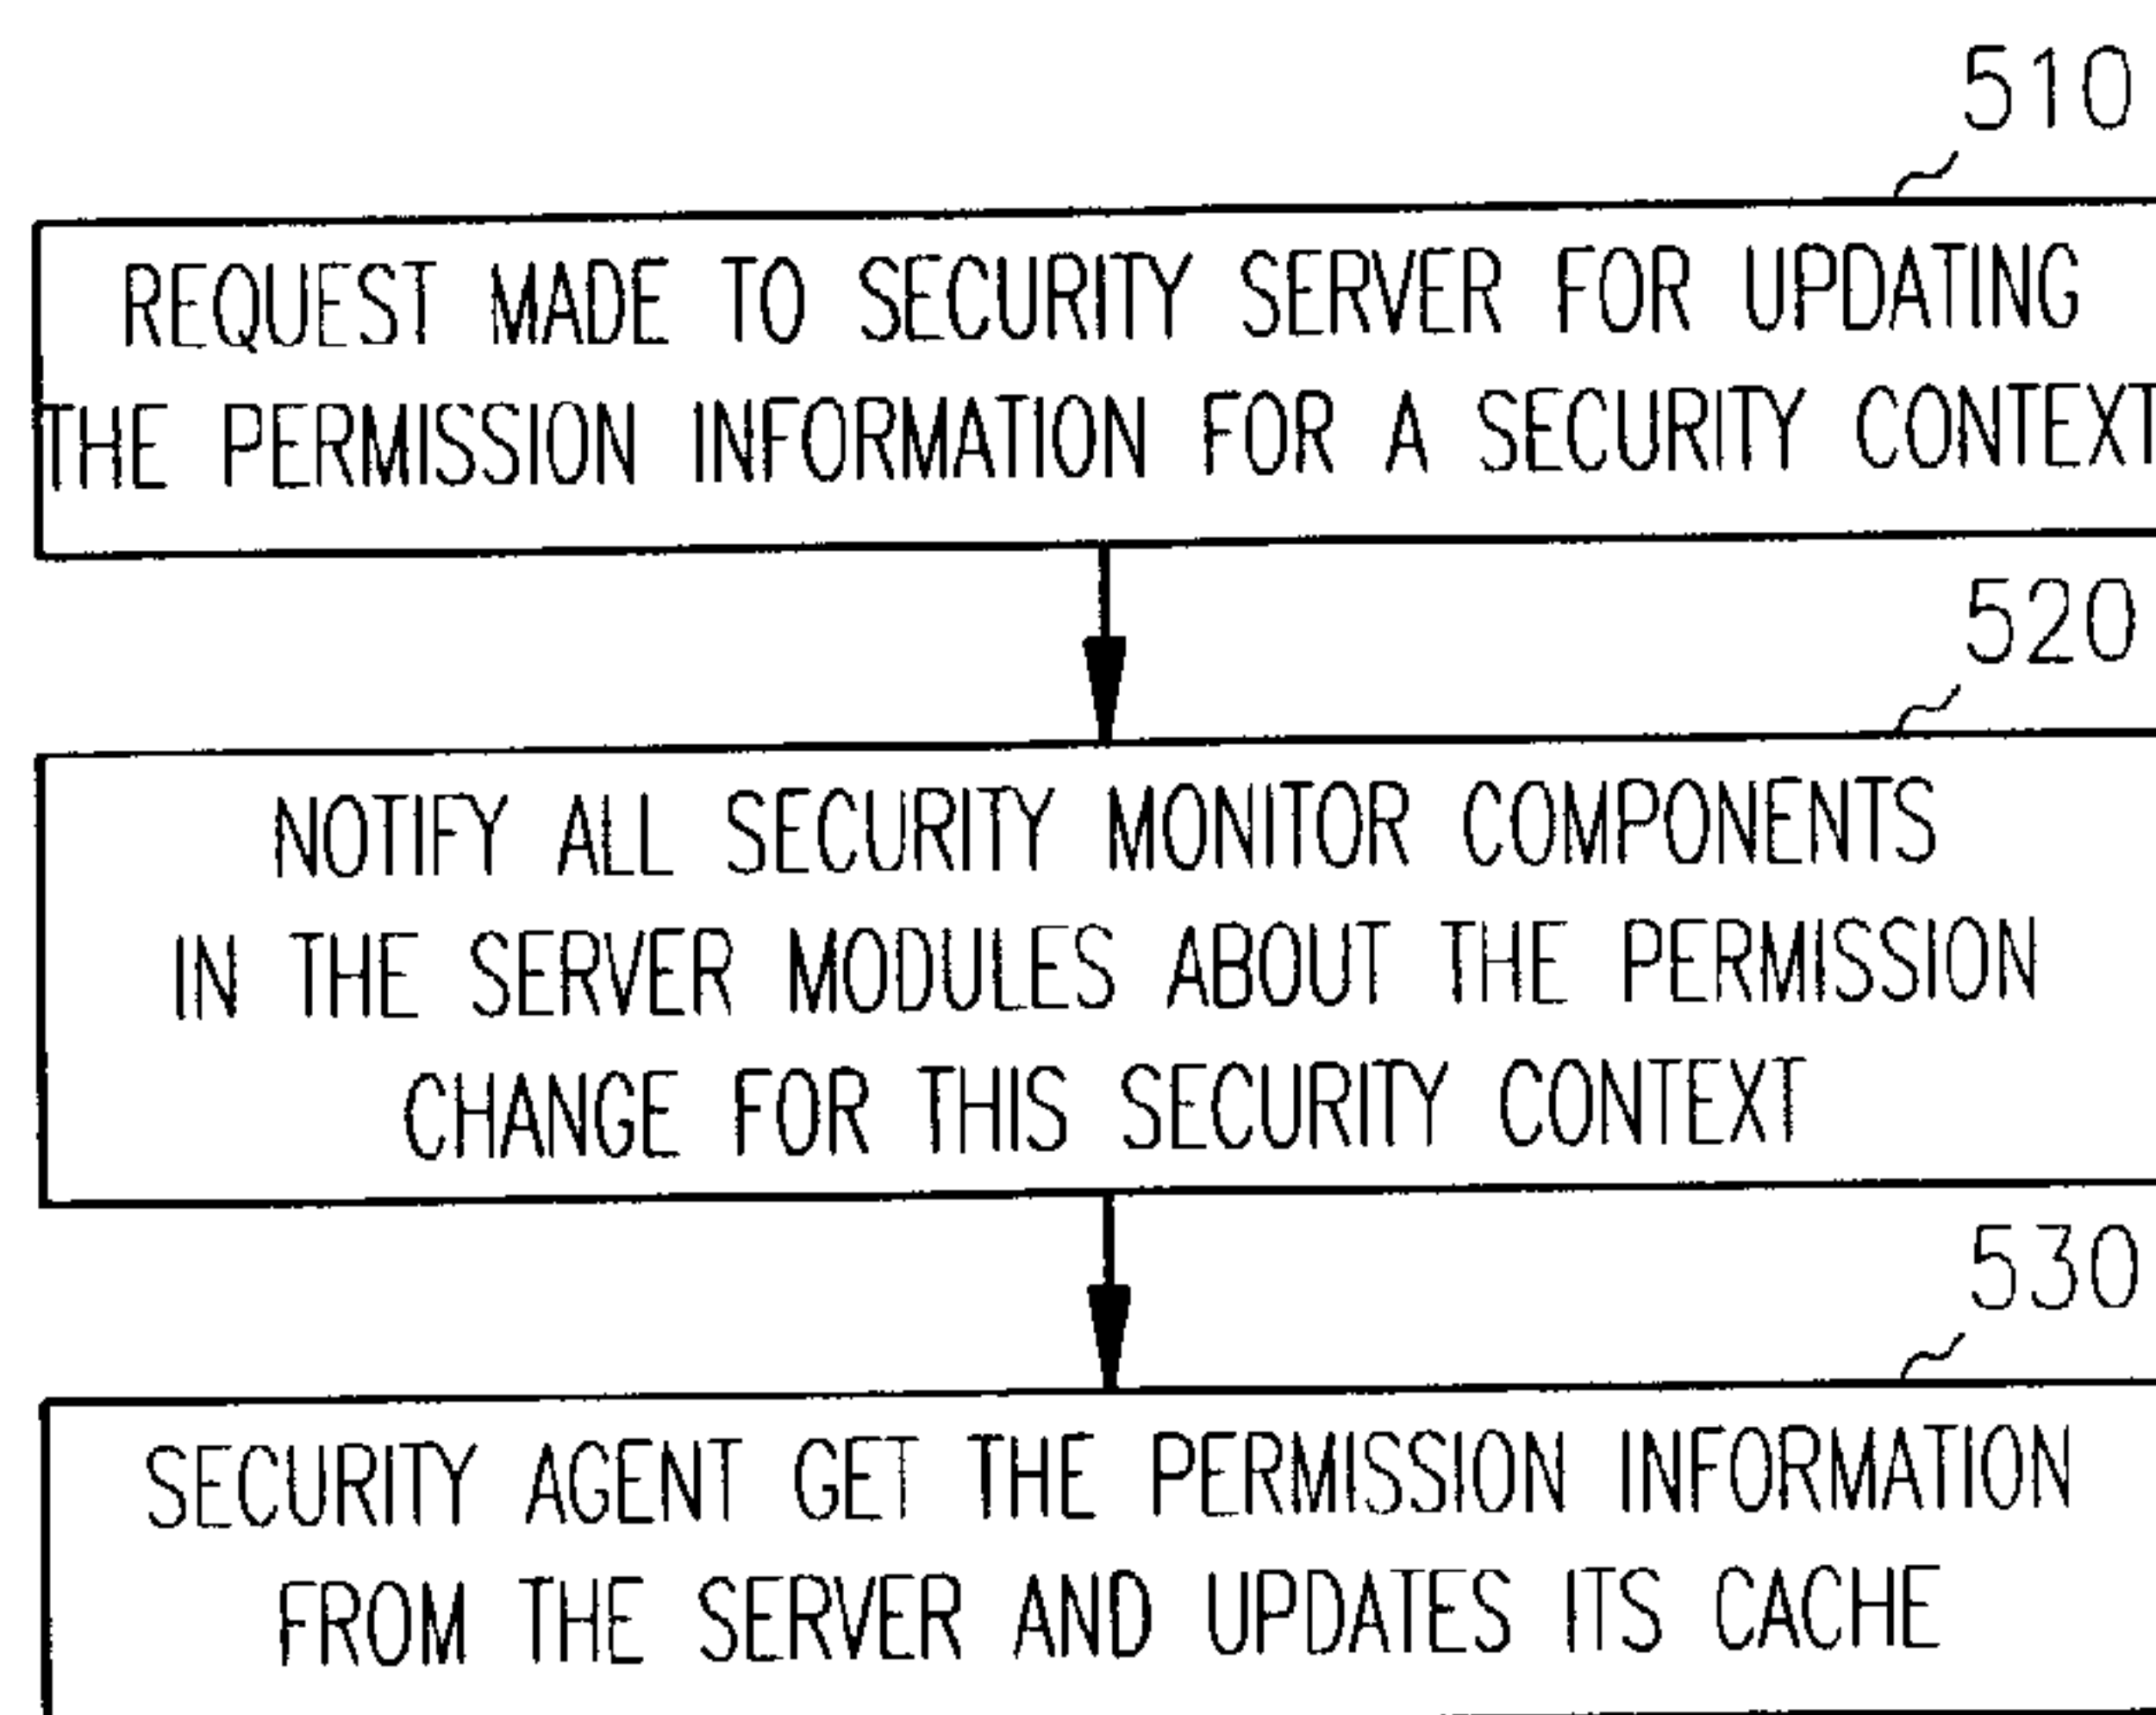 510
REQUEST MADE TO SECURITY SERVER FOR UPDATING
THE PERMISSION INFORMATION FOR A SECURITY CONTEXT
520
NOTIFY ALL SECURITY MONITOR COMPONENTS
IN THE SERVER MODULES ABOUT THE PERMISSION
CHANGE FOR THIS SECURITY CONTEXT
530
SECURITY AGENT GET THE PERMISSION INFORMATION
FROM THE SERVER AND UPDATES ITS CACHE